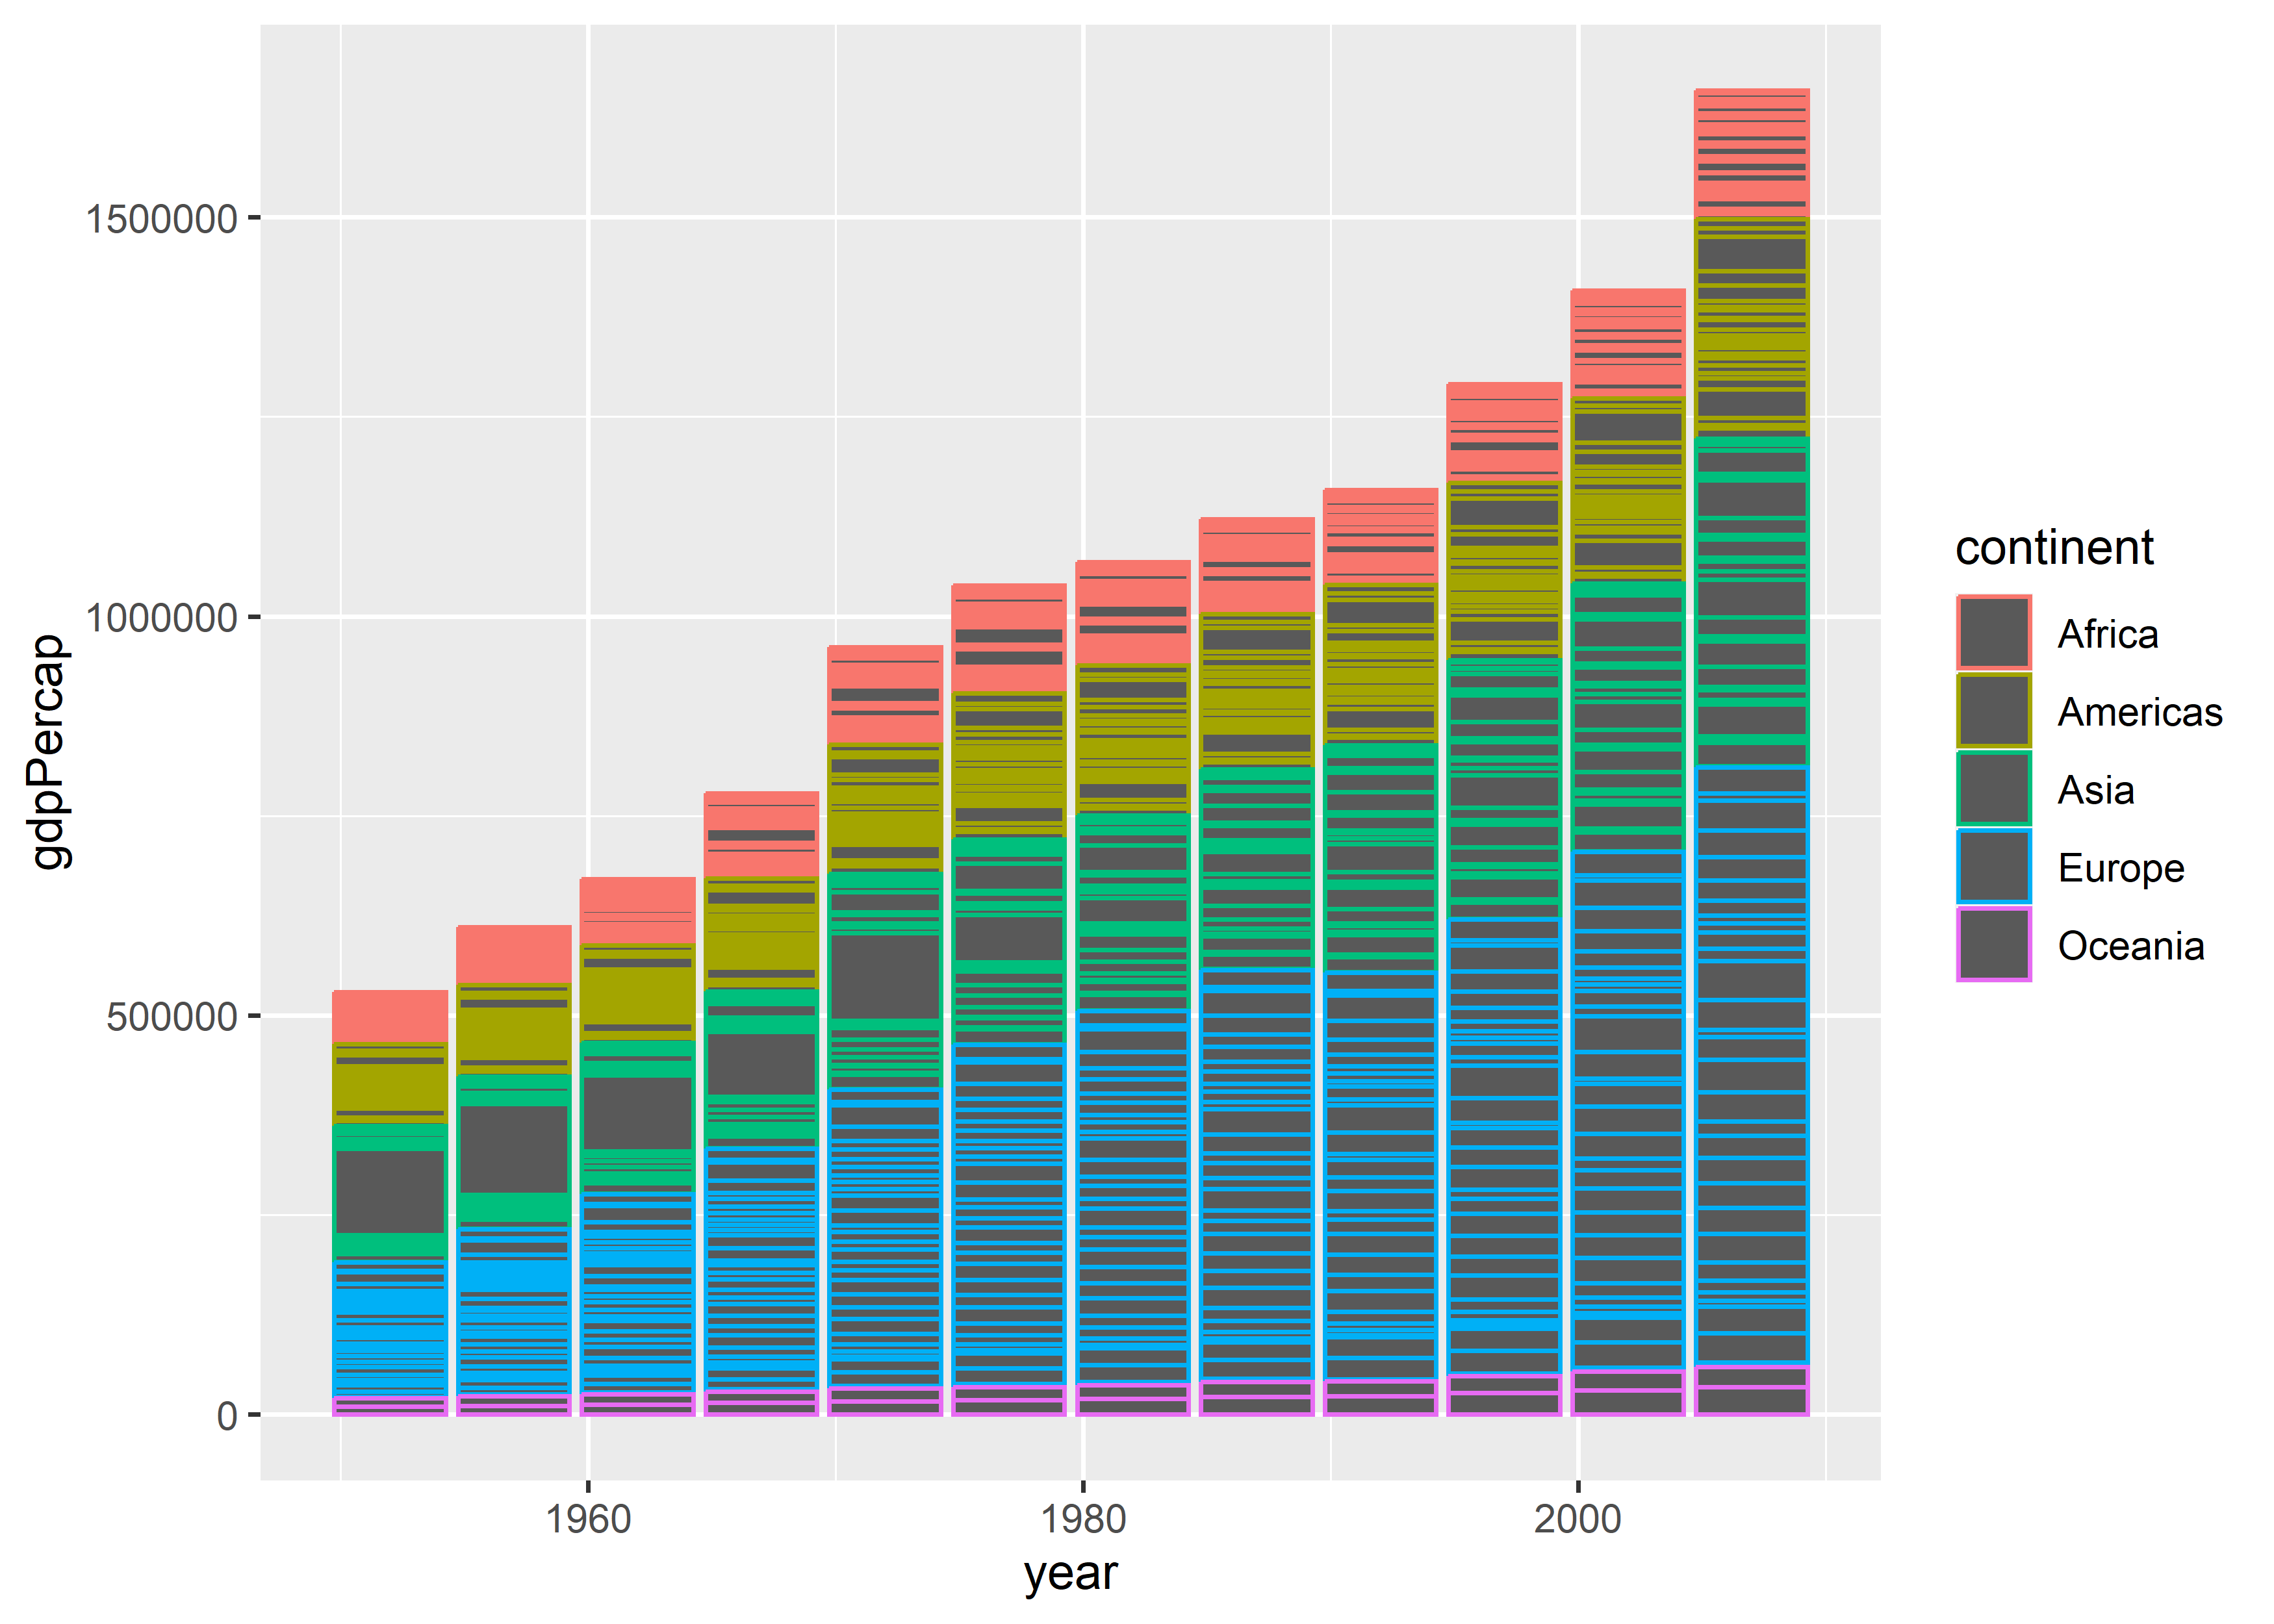 1500000
1000000
500000
0
gdpPercap
1960
1980
2000
year
continent
Africa
Americas
Asia
Europe
Oceania